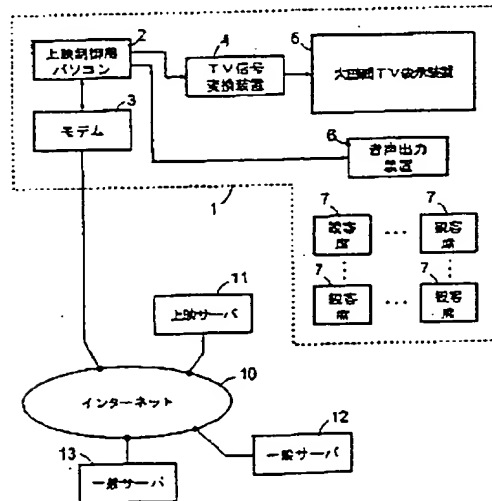 2
上映制御用
パソコン
4
TV信号
変換装置
5
大画面TV表示装置
3
モデム
6
音声出力
装置
1
7
観客
席
...
7
観客
席
7
観客
席
...
7
観客
席
11
上映サーバ
10
インターネット
12
一般サーバ
13
一般サーバ